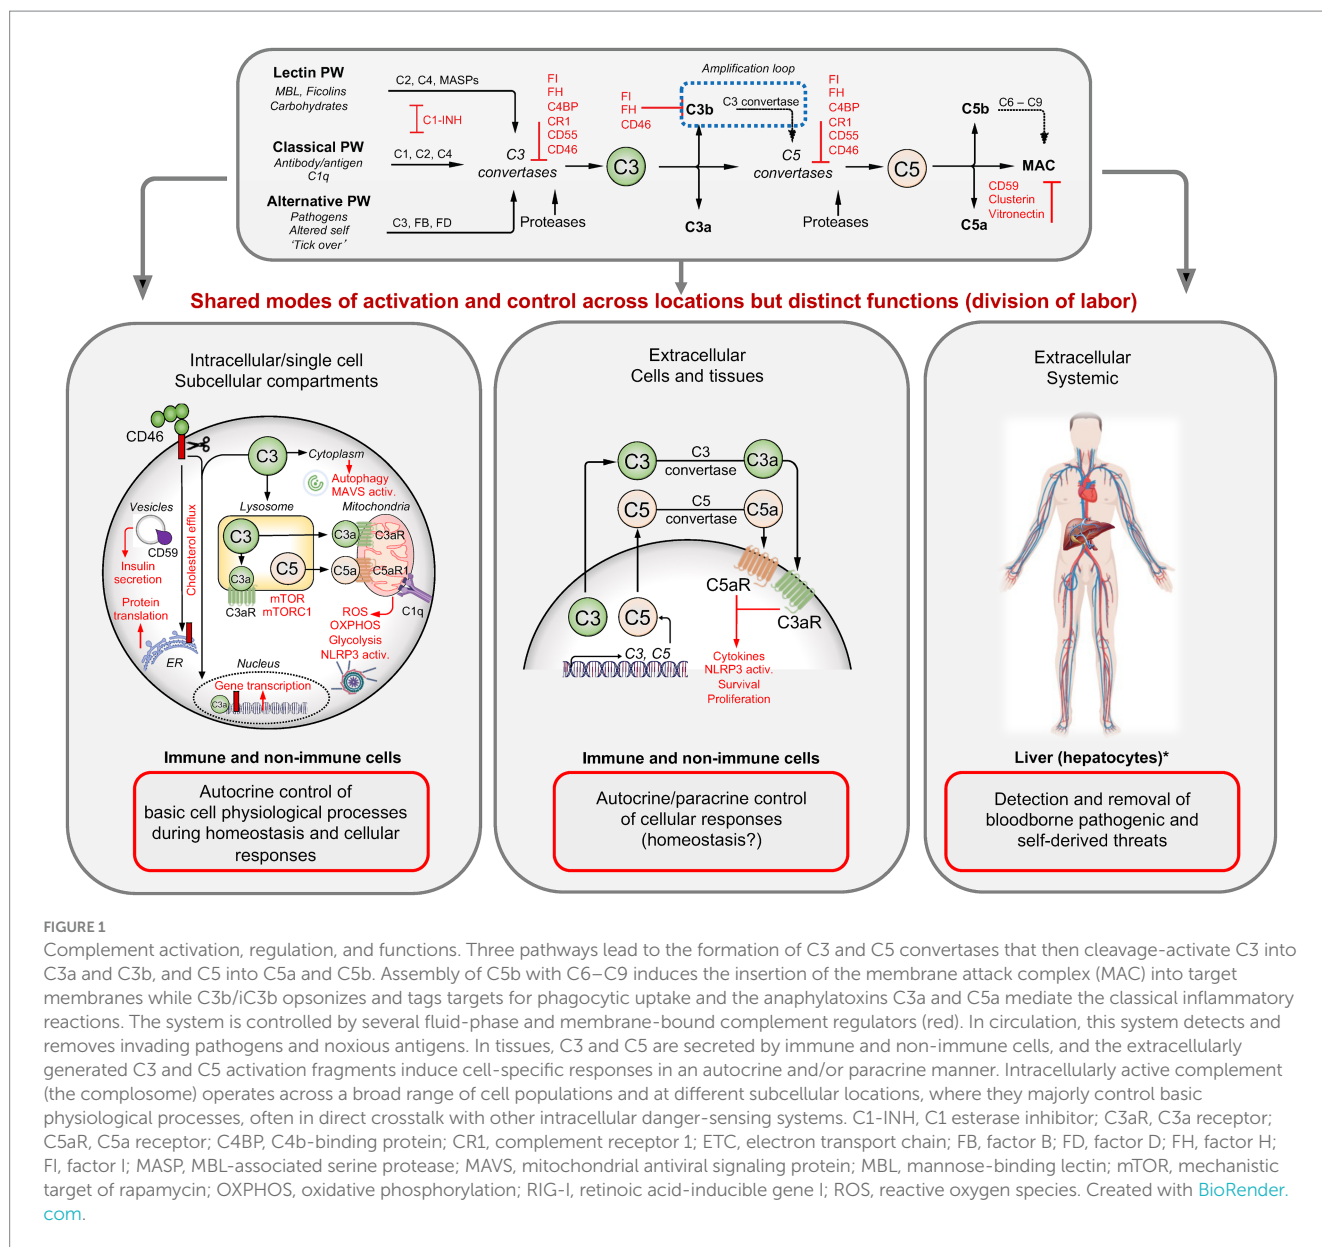 Lectin PW
MBL, Ficolins
Carbohydrates
C2, C4, MASPs
C1-INH
Classical PW
Antibody/antigen
C1q
C1, C2, C4
Alternative PW
Pathogens
Altered self
‘Tick over’
C3, FB, FD
FI
FH
C4BP
CR1
CD55
CD46
C3
convertases
Proteases
C3
FI
FH
CD46
Amplification loop
C3b
C3 convertase
C3a
FI
FH
C4BP
CR1
CD55
CD46
C5
convertases
Proteases
C5
C5b
C6 – C9
MAC
CD59
Clusterin
Vitronectin
C5a
Shared modes of activation and control across locations but distinct functions (division of labor)
Intracellular/single cell
Subcellular compartments
CD46
C3
Cytoplasm
Autophagy
MAVS activ.
Vesicles
CD59
Insulin
secretion
Cholesterol efflux
Lysosome
Mitochondria
C3
C3a
C3aR
C3a
C3aR
C5
C5a
C5aR1
C1q
mTOR
mTORC1
Protein
translation
ER
ROS
OXPHOS
Glycolysis
NLRP3 activ.
Nucleus
Gene transcription
C3a
Immune and non-immune cells
Autocrine control of
basic cell physiological processes
during homeostasis and cellular
responses
Extracellular
Cells and tissues
C3
C3
convertase
C3a
C5
C5
convertase
C5a
C5aR
C3aR
C3
C5
C3, C5
Cytokines
NLRP3 activ.
Survival
Proliferation
Immune and non-immune cells
Autocrine/paracrine control
of cellular responses
(homeostasis?)
Extracellular
Systemic
Liver (hepatocytes)*
Detection and removal of
bloodborne pathogenic and
self-derived threats
FIGURE 1
Complement activation, regulation, and functions. Three pathways lead to the formation of C3 and C5 convertases that then cleavage-activate C3 into
C3a and C3b, and C5 into C5a and C5b. Assembly of C5b with C6–C9 induces the insertion of the membrane attack complex (MAC) into target
membranes while C3b/iC3b opsonizes and tags targets for phagocytic uptake and the anaphylatoxins C3a and C5a mediate the classical inflammatory
reactions. The system is controlled by several fluid-phase and membrane-bound complement regulators (red). In circulation, this system detects and
removes invading pathogens and noxious antigens. In tissues, C3 and C5 are secreted by immune and non-immune cells, and the extracellularly
generated C3 and C5 activation fragments induce cell-specific responses in an autocrine and/or paracrine manner. Intracellularly active complement
(the complosome) operates across a broad range of cell populations and at different subcellular locations, where they majorly control basic
physiological processes, often in direct crosstalk with other intracellular danger-sensing systems. C1-INH, C1 esterase inhibitor; C3aR, C3a receptor;
C5aR, C5a receptor; C4BP, C4b-binding protein; CR1, complement receptor 1; ETC, electron transport chain; FB, factor B; FD, factor D; FH, factor H;
FI, factor I; MASP, MBL-associated serine protease; MAVS, mitochondrial antiviral signaling protein; MBL, mannose-binding lectin; mTOR, mechanistic
target of rapamycin; OXPHOS, oxidative phosphorylation; RIG-I, retinoic acid-inducible gene I; ROS, reactive oxygen species. Created with BioRender.
com.